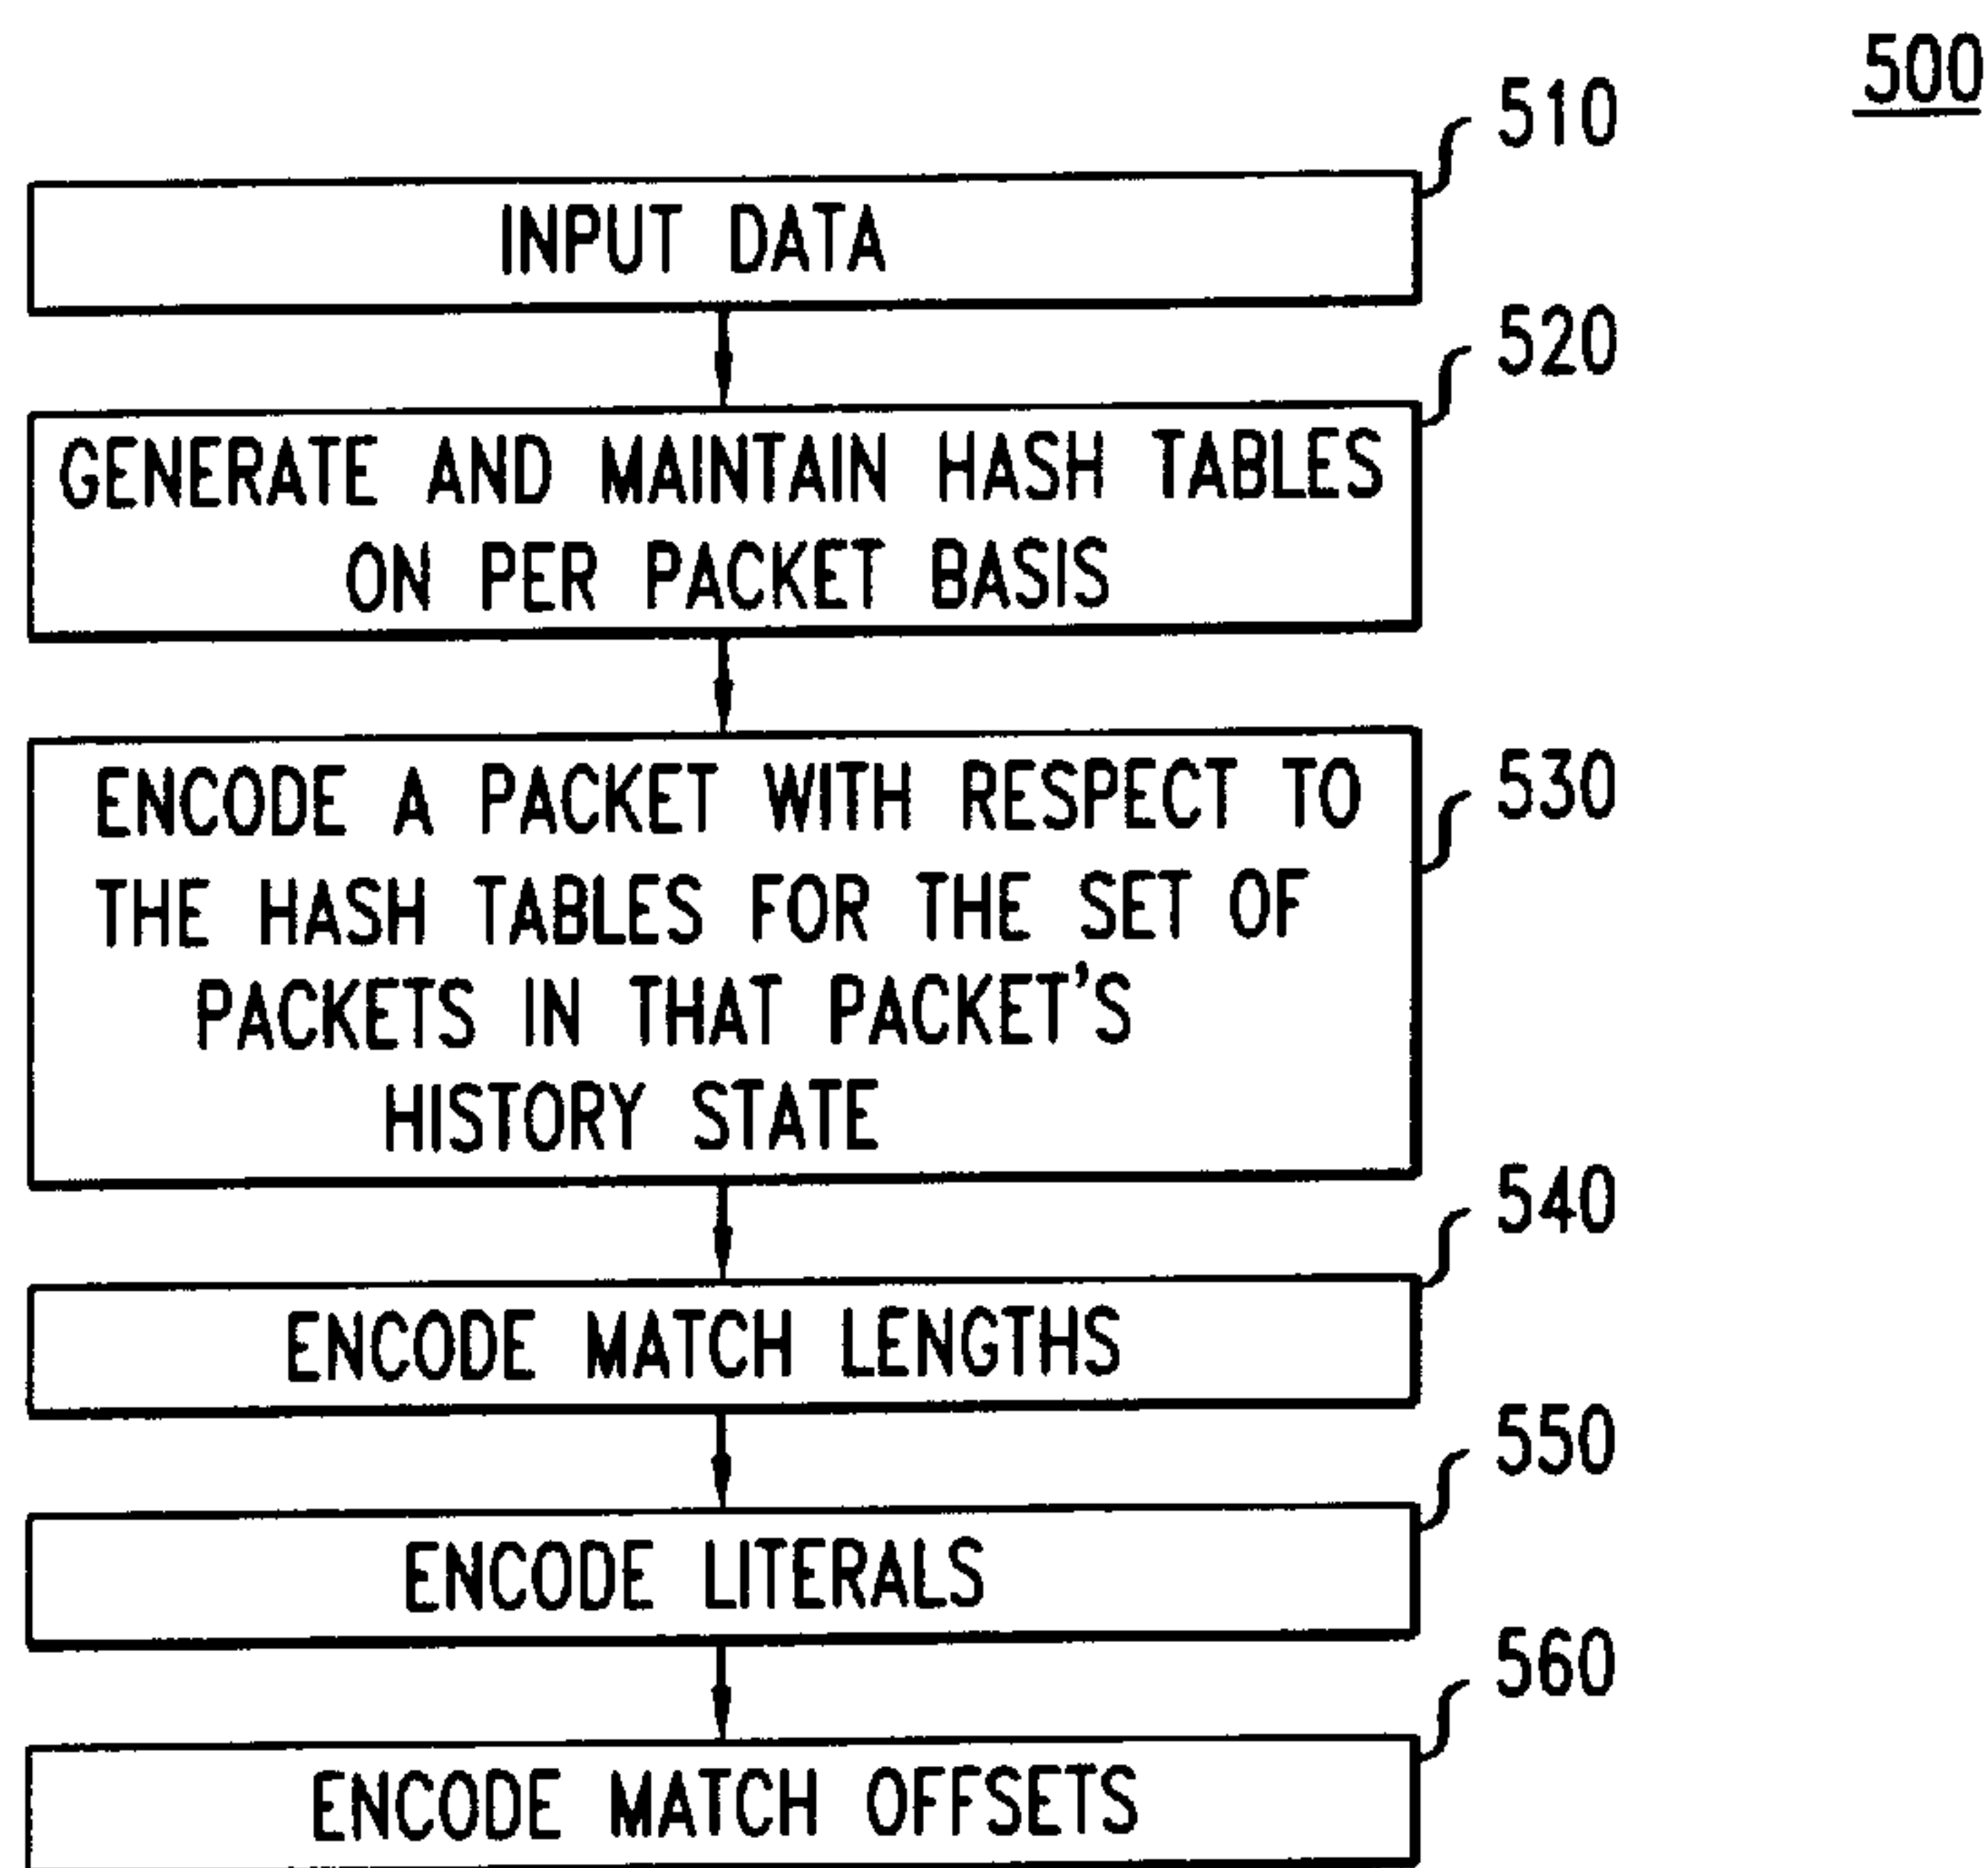 500
510
INPUT DATA
520
GENERATE AND MAINTAIN HASH TABLES
ON PER PACKET BASIS
530
ENCODE A PACKET WITH RESPECT TO
THE HASH TABLES FOR THE SET OF
PACKETS IN THAT PACKET'S
HISTORY STATE
540
ENCODE MATCH LENGTHS
550
ENCODE LITERALS
560
ENCODE MATCH OFFSETS